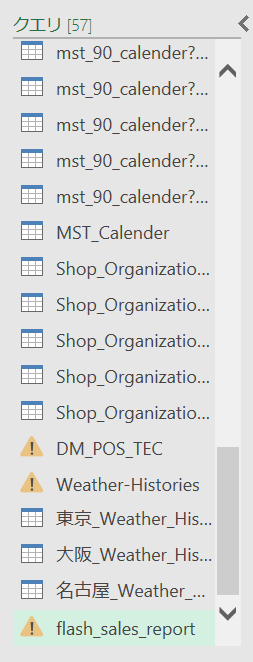 クエリ [57]
mst_90_calender?...
mst_90_calender?...
mst_90_calender?...
mst_90_calender?...
mst_90_calender?...
MST_Calender
Shop_Organizatio...
Shop_Organizatio...
Shop_Organizatio...
Shop_Organizatio...
Shop_Organizatio...
DM_POS_TEC
Weather-Histories
東京_Weather_His...
大阪_Weather_His...
名古屋_Weather_...
flash_sales_report